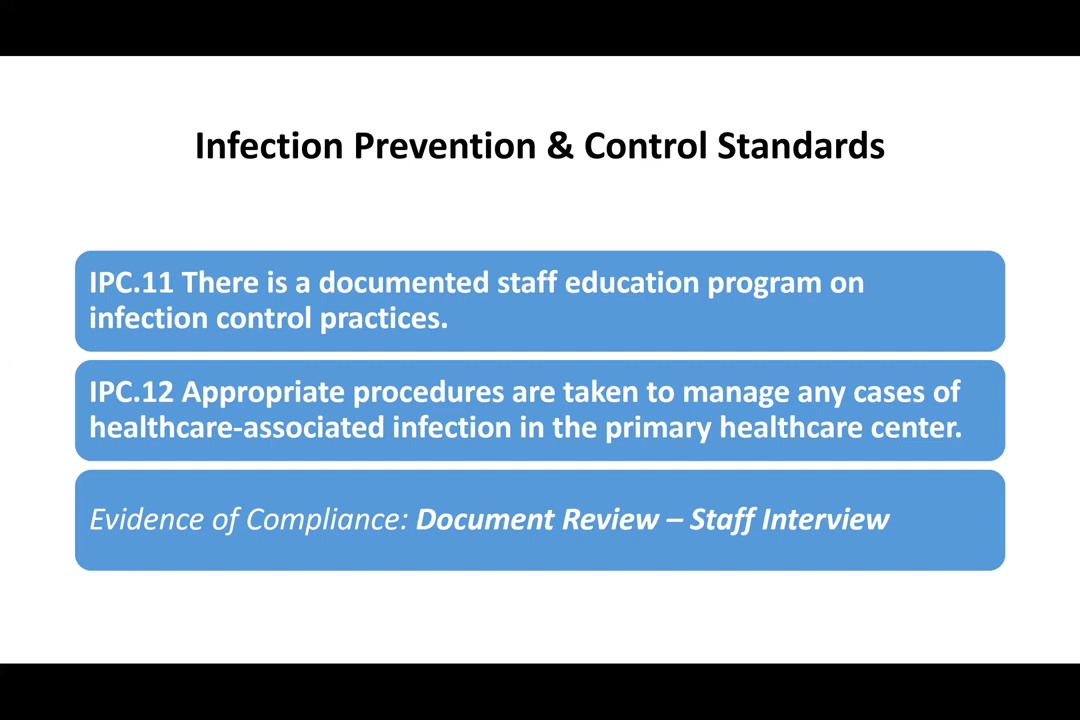 Infection Prevention & Control Standards
IPC.11 There is a documented staff education program on
infection control practices.
IPC.12 Appropriate procedures are taken to manage any cases of
healthcare-associated infection in the primary healthcare center.
Evidence of Compliance: Document Review – Staff Interview